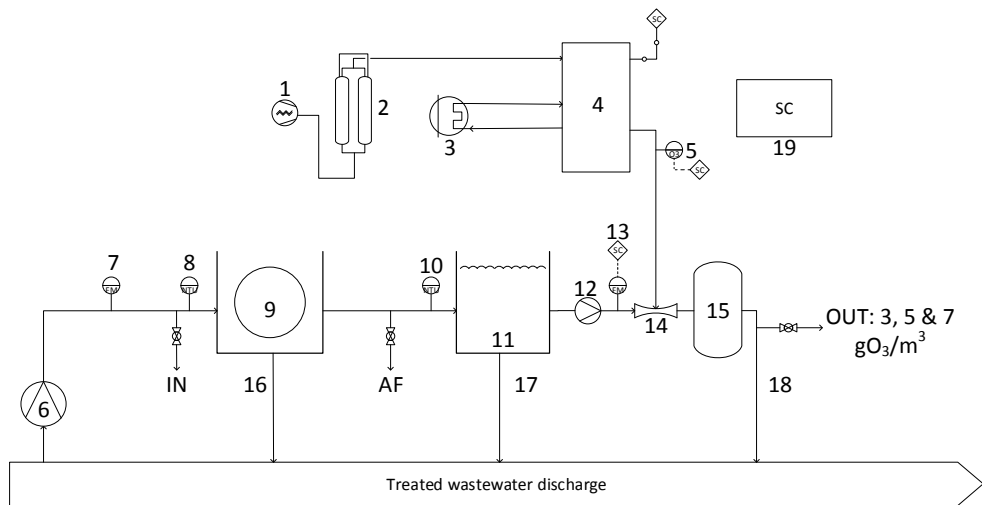 SC
1
2
3
4
SC
19
O3
5
SC
7
8
10
13
SC
FM
NTU
NTU
FM
12
9
11
14
15
OUT: 3, 5 & 7
gO₃/m³
6
IN
16
AF
17
18
Treated wastewater discharge